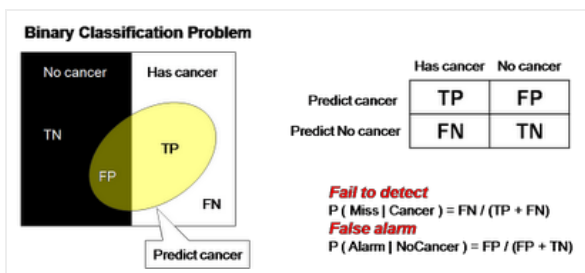 Binary Classification Problem
No cancer Has cancer
TN
TP
FP
FN
Predict cancer
Has cancer No cancer
Predict cancer TP FP
Predict No cancer FN TN
Fail to detect
P ( Miss | Cancer ) = FN / (TP + FN)
False alarm
P ( Alarm | NoCancer ) = FP / (FP + TN)